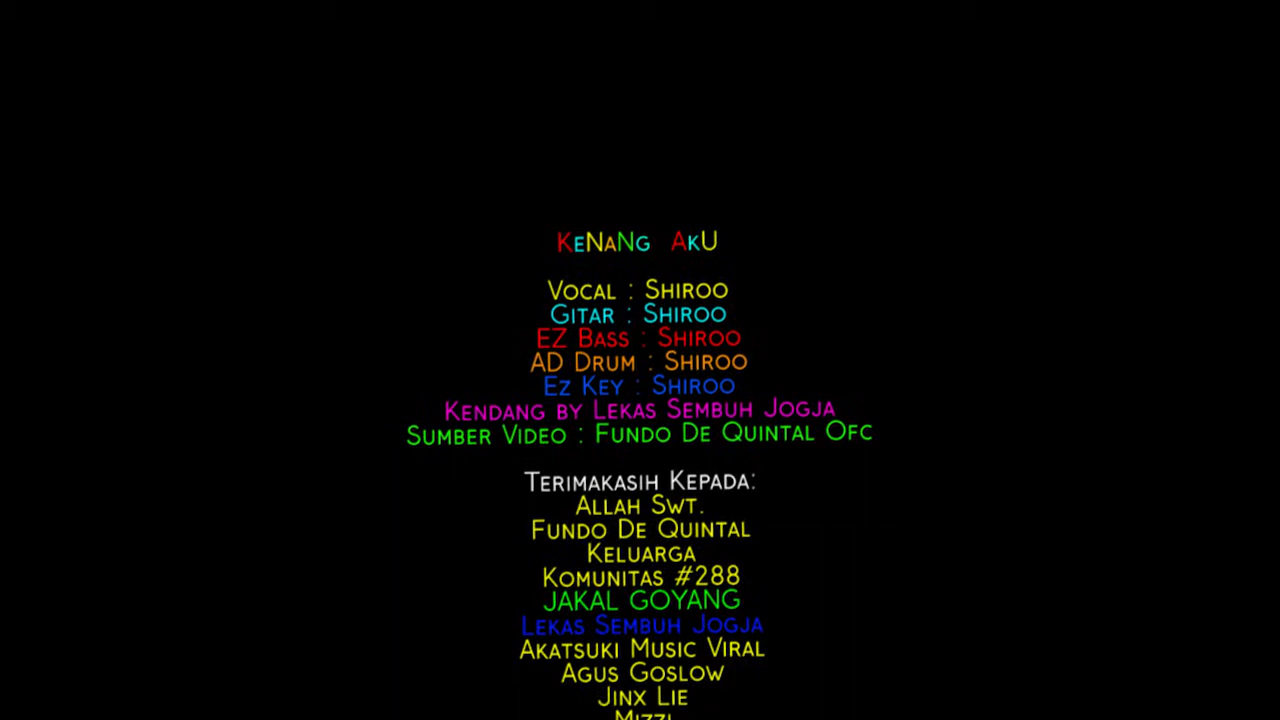 KeNaNg AkU
Vocal : Shiroo
Gitar : Shiroo
EZ Bass : Shiroo
AD Drum : Shiroo
Ez Key : Shiroo
Kendang by Lekas Sembuh Jogja
Sumber Video : Fundo De Quintal Ofc
Terimakasih Kepada:
Allah Swt.
Fundo De Quintal
Keluarga
Komunitas #288
JAKAL GOYANG
Lekas Sembuh Jogja
Akatsuki Music Viral
Agus Goslow
Jinx Lie